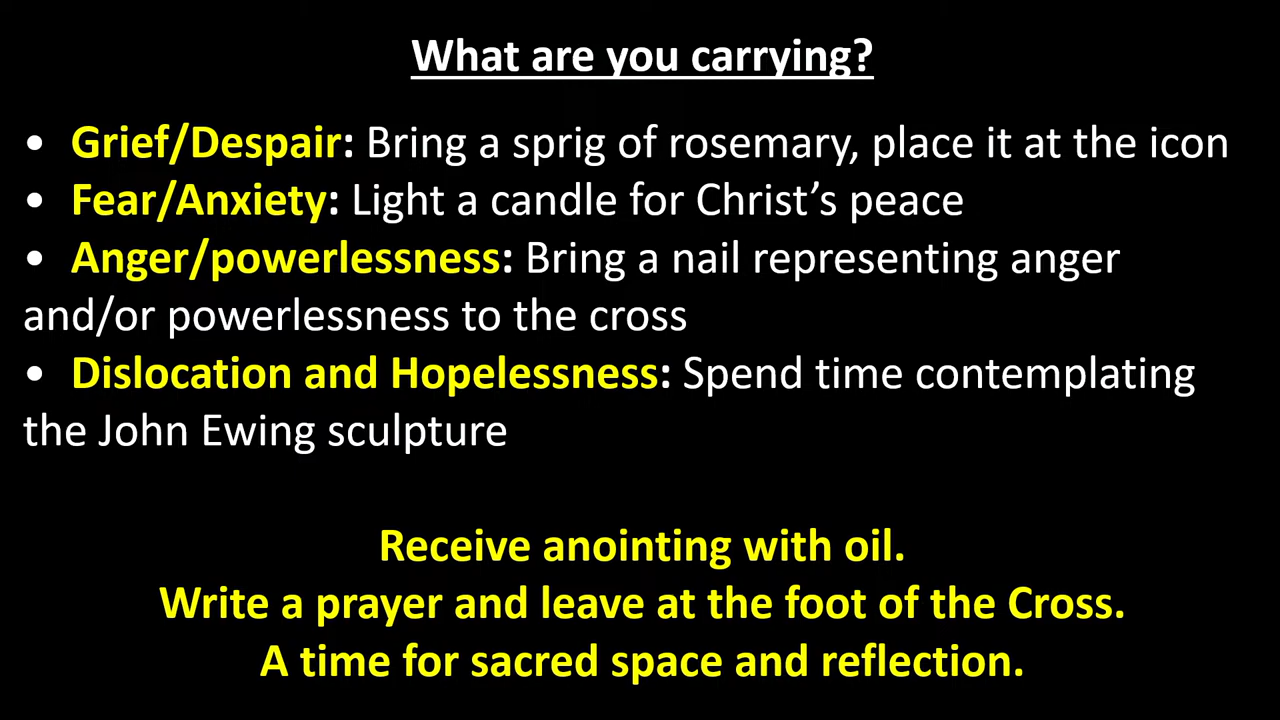 What are you carrying?
• Grief/Despair: Bring a sprig of rosemary, place it at the icon
• Fear/Anxiety: Light a candle for Christ’s peace
• Anger/powerlessness: Bring a nail representing anger
and/or powerlessness to the cross
• Dislocation and Hopelessness: Spend time contemplating
the John Ewing sculpture
Receive anointing with oil.
Write a prayer and leave at the foot of the Cross.
A time for sacred space and reflection.